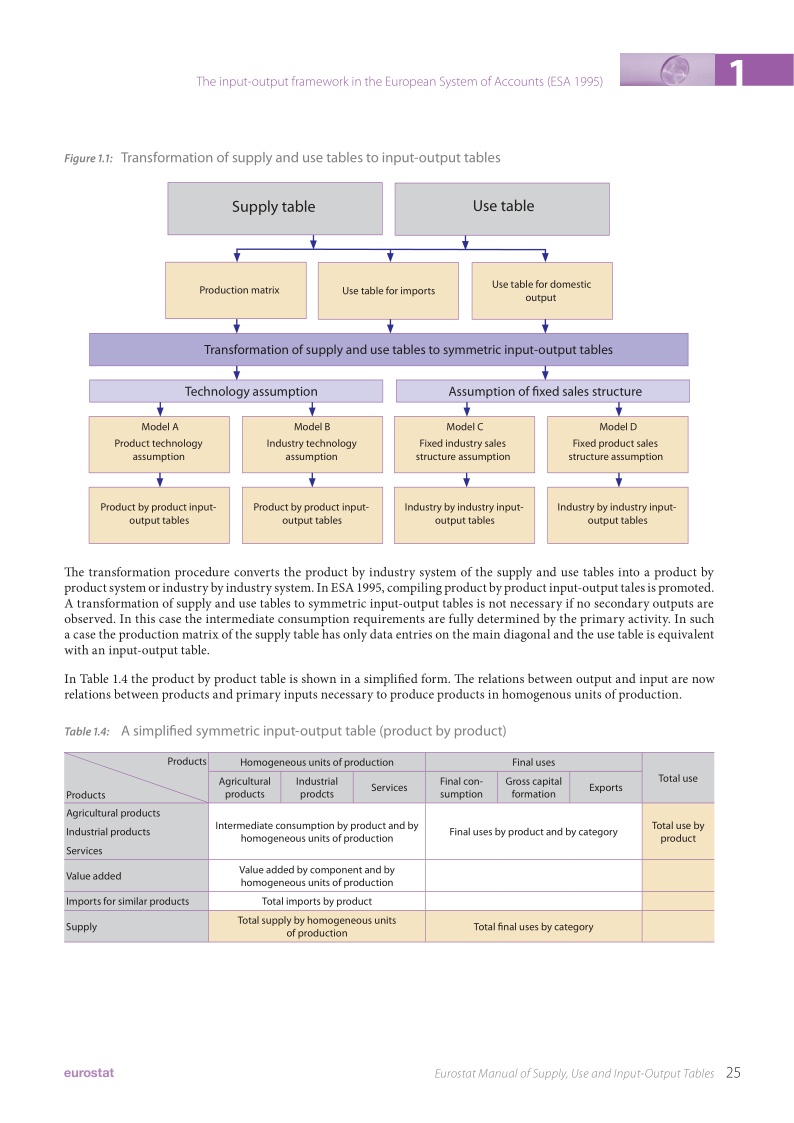 The input-output framework in the European System of Accounts (ESA 1995)
1
Figure 1.1: Transformation of supply and use tables to input-output tables
Supply table
Use table
Production matrix
Use table for imports
Use table for domestic
output
Transformation of supply and use tables to symmetric input-output tables
Technology assumption
Assumption of fixed sales structure
Model A
Product technology
assumption
Model B
Industry technology
assumption
Model C
Fixed industry sales
structure assumption
Model D
Fixed product sales
structure assumption
Product by product input-
output tables
Product by product input-
output tables
Industry by industry input-
output tables
Industry by industry input-
output tables
The transformation procedure converts the product by industry system of the supply and use tables into a product by
product system or industry by industry system. In ESA 1995, compiling product by product input-output tales is promoted.
A transformation of supply and use tables to symmetric input-output tables is not necessary if no secondary outputs are
observed. In this case the intermediate consumption requirements are fully determined by the primary activity. In such
a case the production matrix of the supply table has only data entries on the main diagonal and the use table is equivalent
with an input-output table.
In Table 1.4 the product by product table is shown in a simplified form. The relations between output and input are now
relations between products and primary inputs necessary to produce products in homogenous units of production.
Table 1.4: A simplified symmetric input-output table (product by product)
Products
Products
Homogeneous units of production
Final uses
Total use
Agricultural
products
Industrial
prodcts
Services
Final con-
sumption
Gross capital
formation
Exports
Agricultural products
Industrial products
Services
Intermediate consumption by product and by
homogeneous units of production
Final uses by product and by category
Total use by
product
Value added
Value added by component and by
homogeneous units of production
Imports for similar products
Total imports by product
Supply
Total supply by homogeneous units
of production
Total final uses by category
eurostat
Eurostat Manual of Supply, Use and Input-Output Tables 25